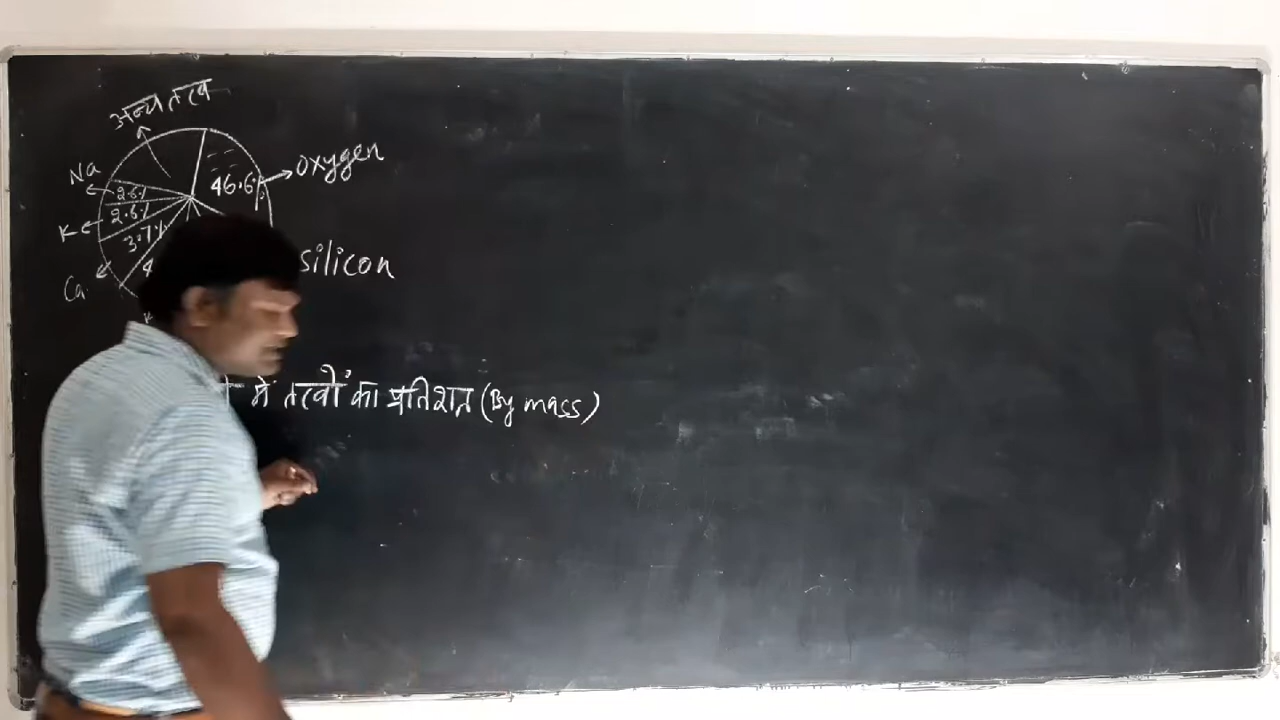 अन्य तत्व
Na
Oxygen
46.6%
2.6%
K
2.6%
3.7%
silicon
Ca
में तत्वों का प्रतिशत (By mass)